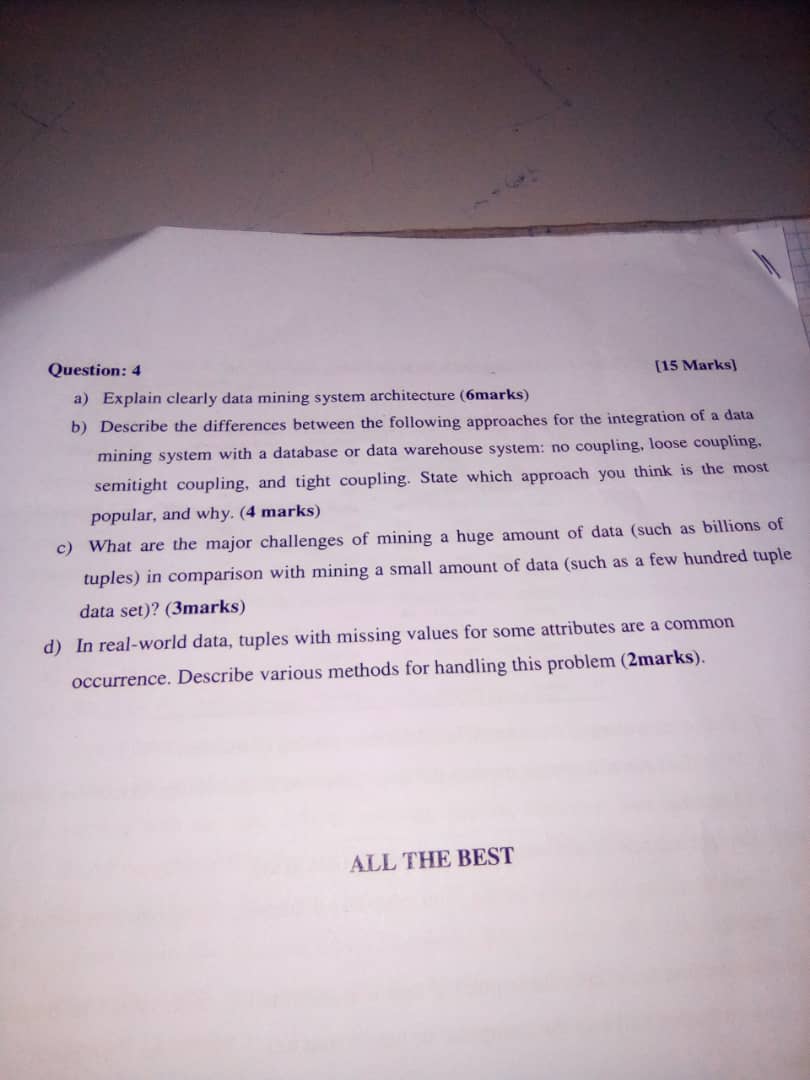 Question: 4 [15 Marks]
a) Explain clearly data mining system architecture (6marks)
b) Describe the differences between the following approaches for the integration of a data
mining system with a database or data warehouse system: no coupling, loose coupling,
semitight coupling, and tight coupling. State which approach you think is the most
popular, and why. (4 marks)
c) What are the major challenges of mining a huge amount of data (such as billions of
tuples) in comparison with mining a small amount of data (such as a few hundred tuple
data set)? (3marks)
d) In real-world data, tuples with missing values for some attributes are a common
occurrence. Describe various methods for handling this problem (2marks).
ALL THE BEST